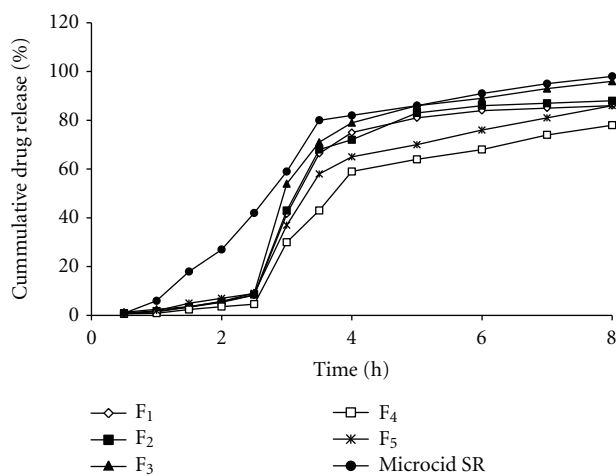 120
100
80
60
40
20
0
Cummulative drug release (%)
0 2 4 6 8
Time (h)
F1
F2
F3
F4
F5
Microcid SR